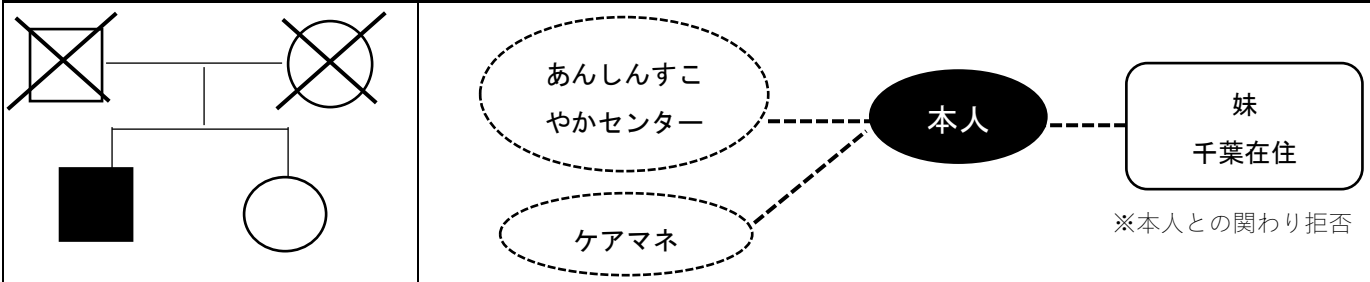 あんしんすこ
やかセンター
本人
妹
千葉在住
ケアマネ
※本人との関わり拒否